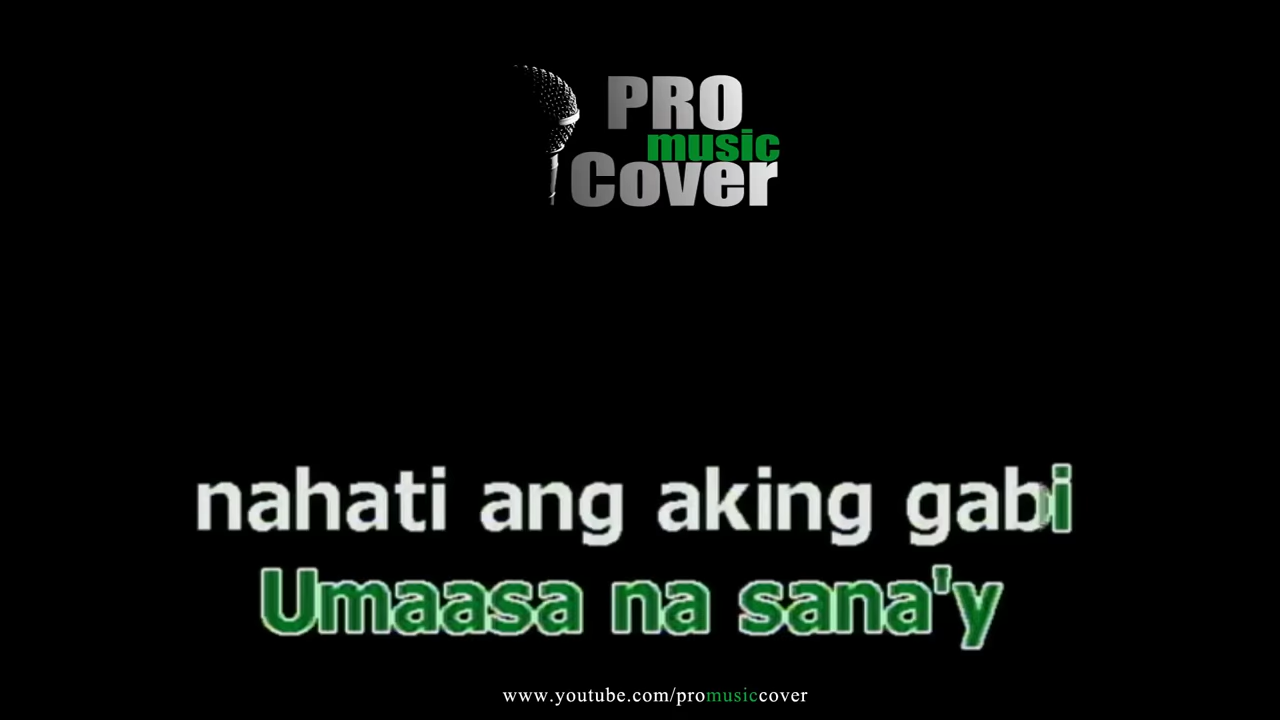 PRO
music
Cover
nahati ang aking gabi
Umaasa na sana'y
www.youtube.com/promusiccover